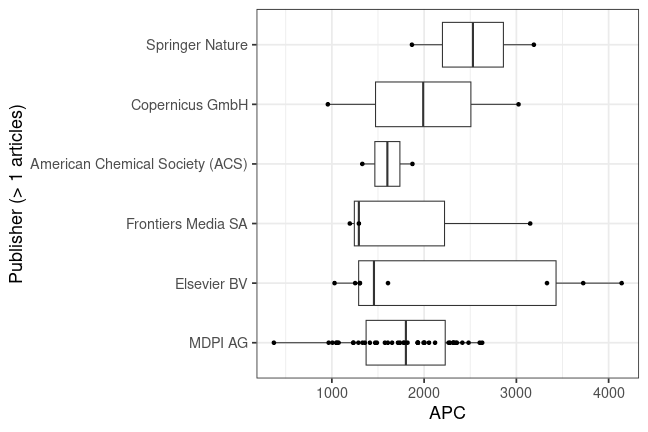 Publisher (> 1 articles)
Springer Nature
Copernicus GmbH
American Chemical Society (ACS)
Frontiers Media SA
Elsevier BV
MDPI AG
1000 2000 3000 4000
APC